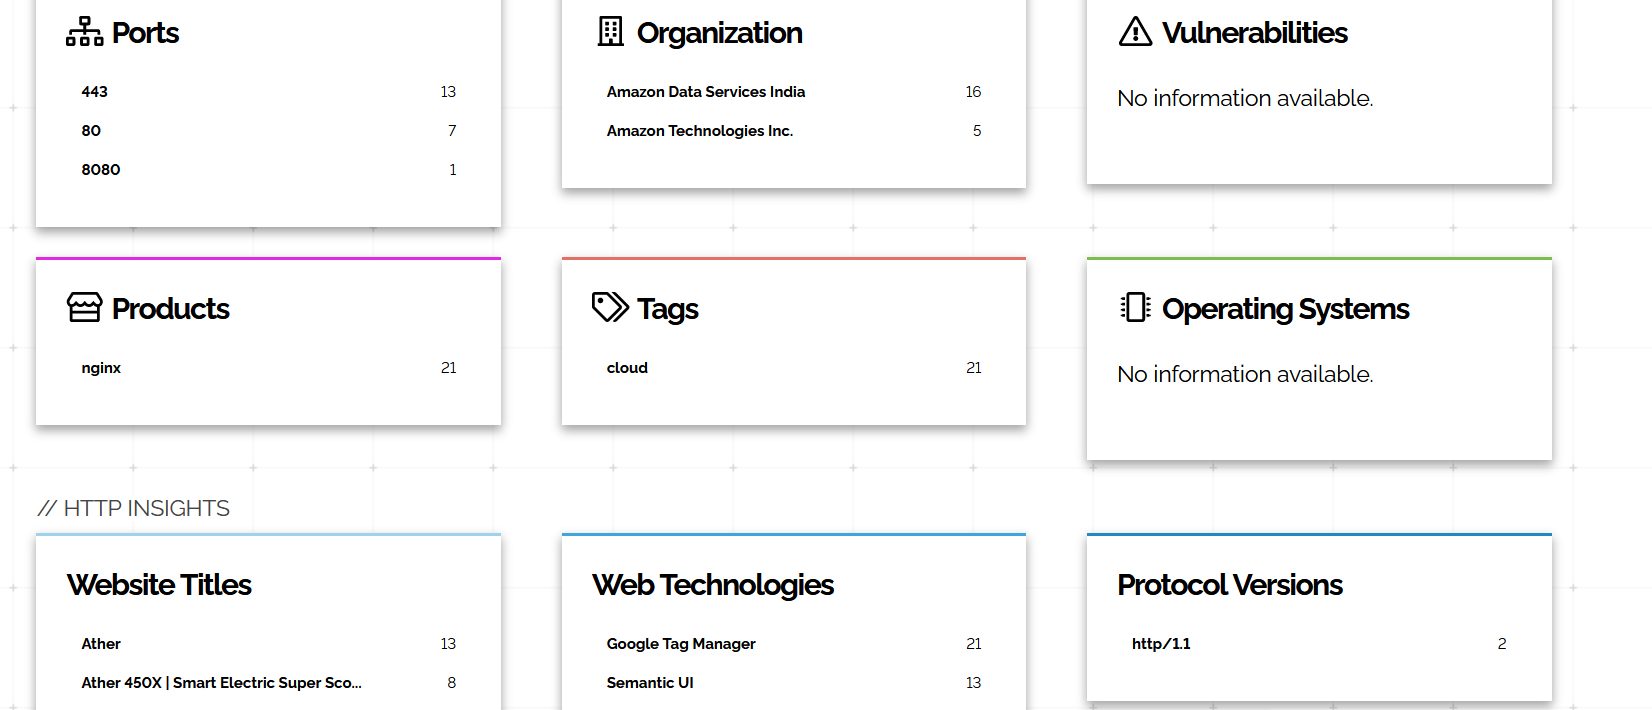 Ports
443 13
80 7
8080 1
Organization
Amazon Data Services India 16
Amazon Technologies Inc. 5
Vulnerabilities
No information available.
Products
nginx 21
Tags
cloud 21
Operating Systems
No information available.
// HTTP INSIGHTS
Website Titles
Ather 13
Ather 450X | Smart Electric Super Sco... 8
Web Technologies
Google Tag Manager 21
Semantic UI 13
Protocol Versions
http/1.1 2